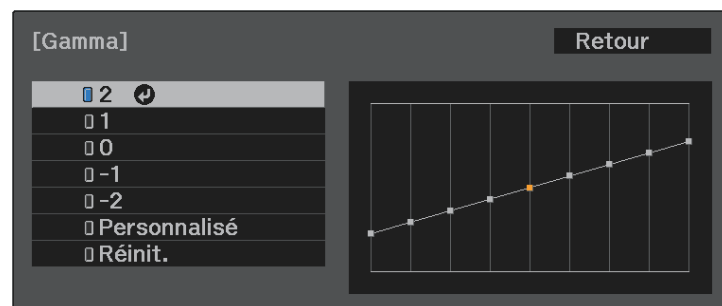 [Gamma]
Retour
2
1
0
-1
-2
Personnalisé
Réinit.